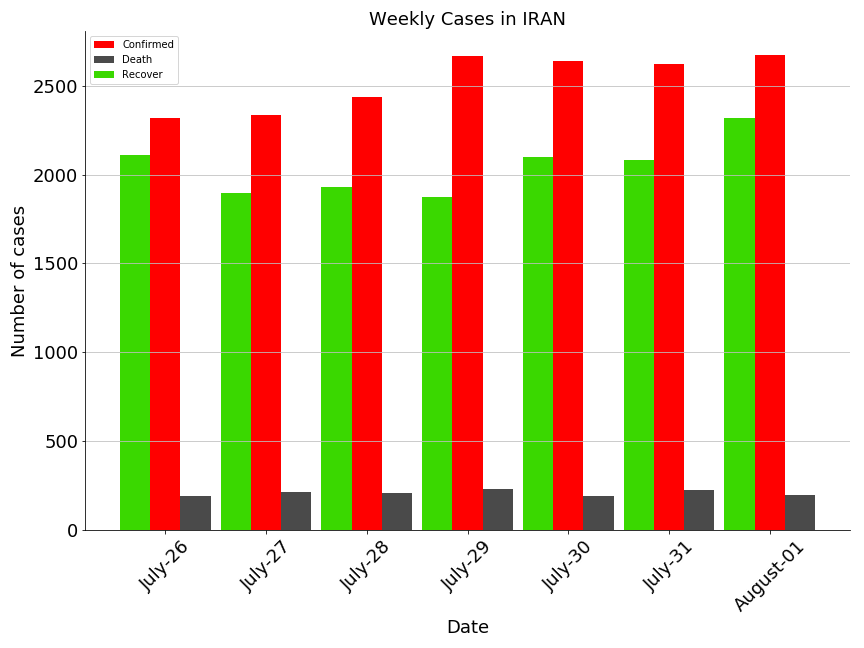 Weekly Cases in IRAN
Confirmed
Death
Recover
Number of cases
2500
2000
1500
1000
500
0
July-26
July-27
July-28
July-29
July-30
July-31
August-01
Date